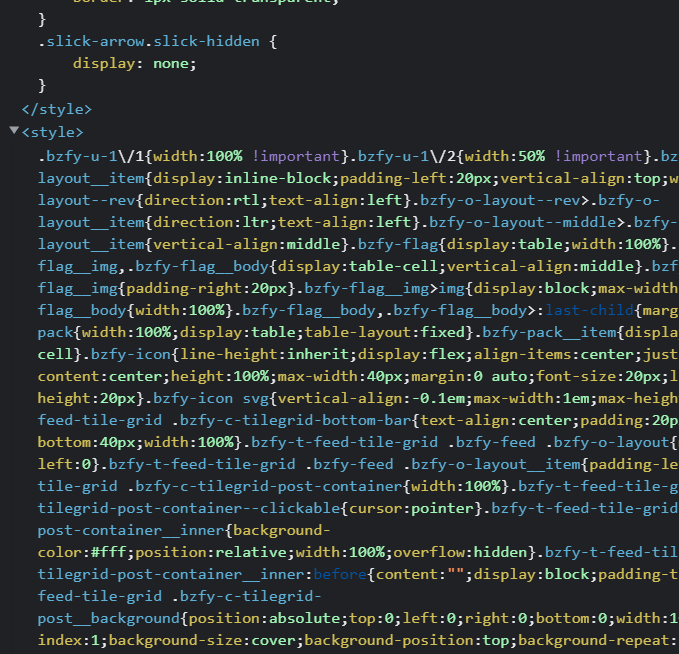 border: 1px solid transparent;
}
.slick-arrow.slick-hidden {
display: none;
}
</style>
▼<style>
.bzfy-u-1\/1{width:100% !important}.bzfy-u-1\/2{width:50% !important}.bz
layout__item{display:inline-block;padding-left:20px;vertical-align:top;w
layout--rev{direction:rtl;text-align:left}.bzfy-o-layout--rev>.bzfy-o-
layout__item{direction:ltr;text-align:left}.bzfy-o-layout--middle>.bzfy-
layout__item{vertical-align:middle}.bzfy-flag{display:table;width:100%}.
flag__img,.bzfy-flag__body{display:table-cell;vertical-align:middle}.bzf
flag__img{padding-right:20px}.bzfy-flag__img>img{display:block;max-width
flag__body{width:100%}.bzfy-flag__body,.bzfy-flag__body>:last-child{marg
pack{width:100%;display:table;table-layout:fixed}.bzfy-pack__item{displa
cell}.bzfy-icon{line-height:inherit;display:flex;align-items:center;just
content:center;height:100%;max-width:40px;margin:0 auto;font-size:20px;l
height:20px}.bzfy-icon svg{vertical-align:-0.1em;max-width:1em;max-heigh
feed-tile-grid .bzfy-c-tilegrid-bottom-bar{text-align:center;padding:20p
bottom:40px;width:100%}.bzfy-t-feed-tile-grid .bzfy-feed .bzfy-o-layout{
left:0}.bzfy-t-feed-tile-grid .bzfy-feed .bzfy-o-layout__item{padding-le
tile-grid .bzfy-c-tilegrid-post-container{width:100%}.bzfy-t-feed-tile-g
tilegrid-post-container--clickable{cursor:pointer}.bzfy-t-feed-tile-grid
post-container__inner{background-
color:#fff;position:relative;width:100%;overflow:hidden}.bzfy-t-feed-til
tilegrid-post-container__inner:before{content:"";display:block;padding-t
feed-tile-grid .bzfy-c-tilegrid-
post__background{position:absolute;top:0;left:0;right:0;bottom:0;width:1
index:1;background-size:cover;background-position:top;background-repeat: